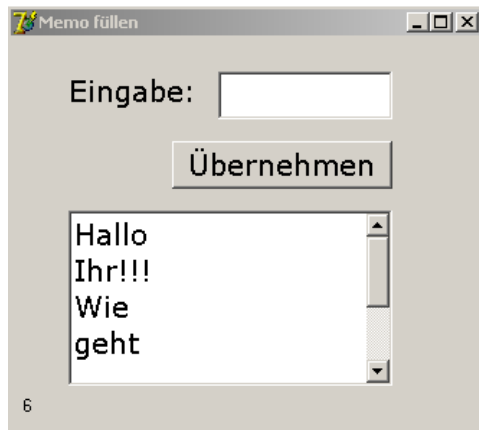 Memo füllen
Eingabe:
Übernehmen
Hallo
Ihr!!!
Wie
geht
6